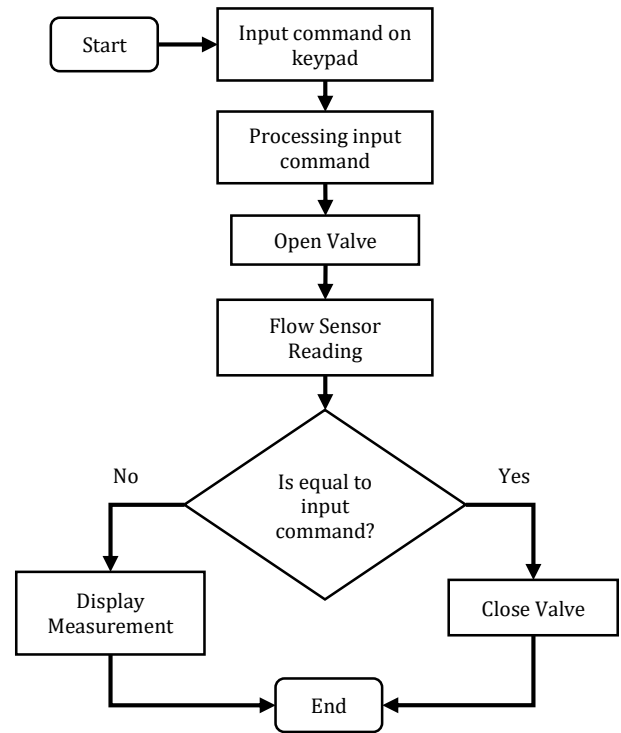 Start
Input command on
keypad
Processing input
command
Open Valve
Flow Sensor
Reading
No
Is equal to
input
command?
Yes
Display
Measurement
Close Valve
End